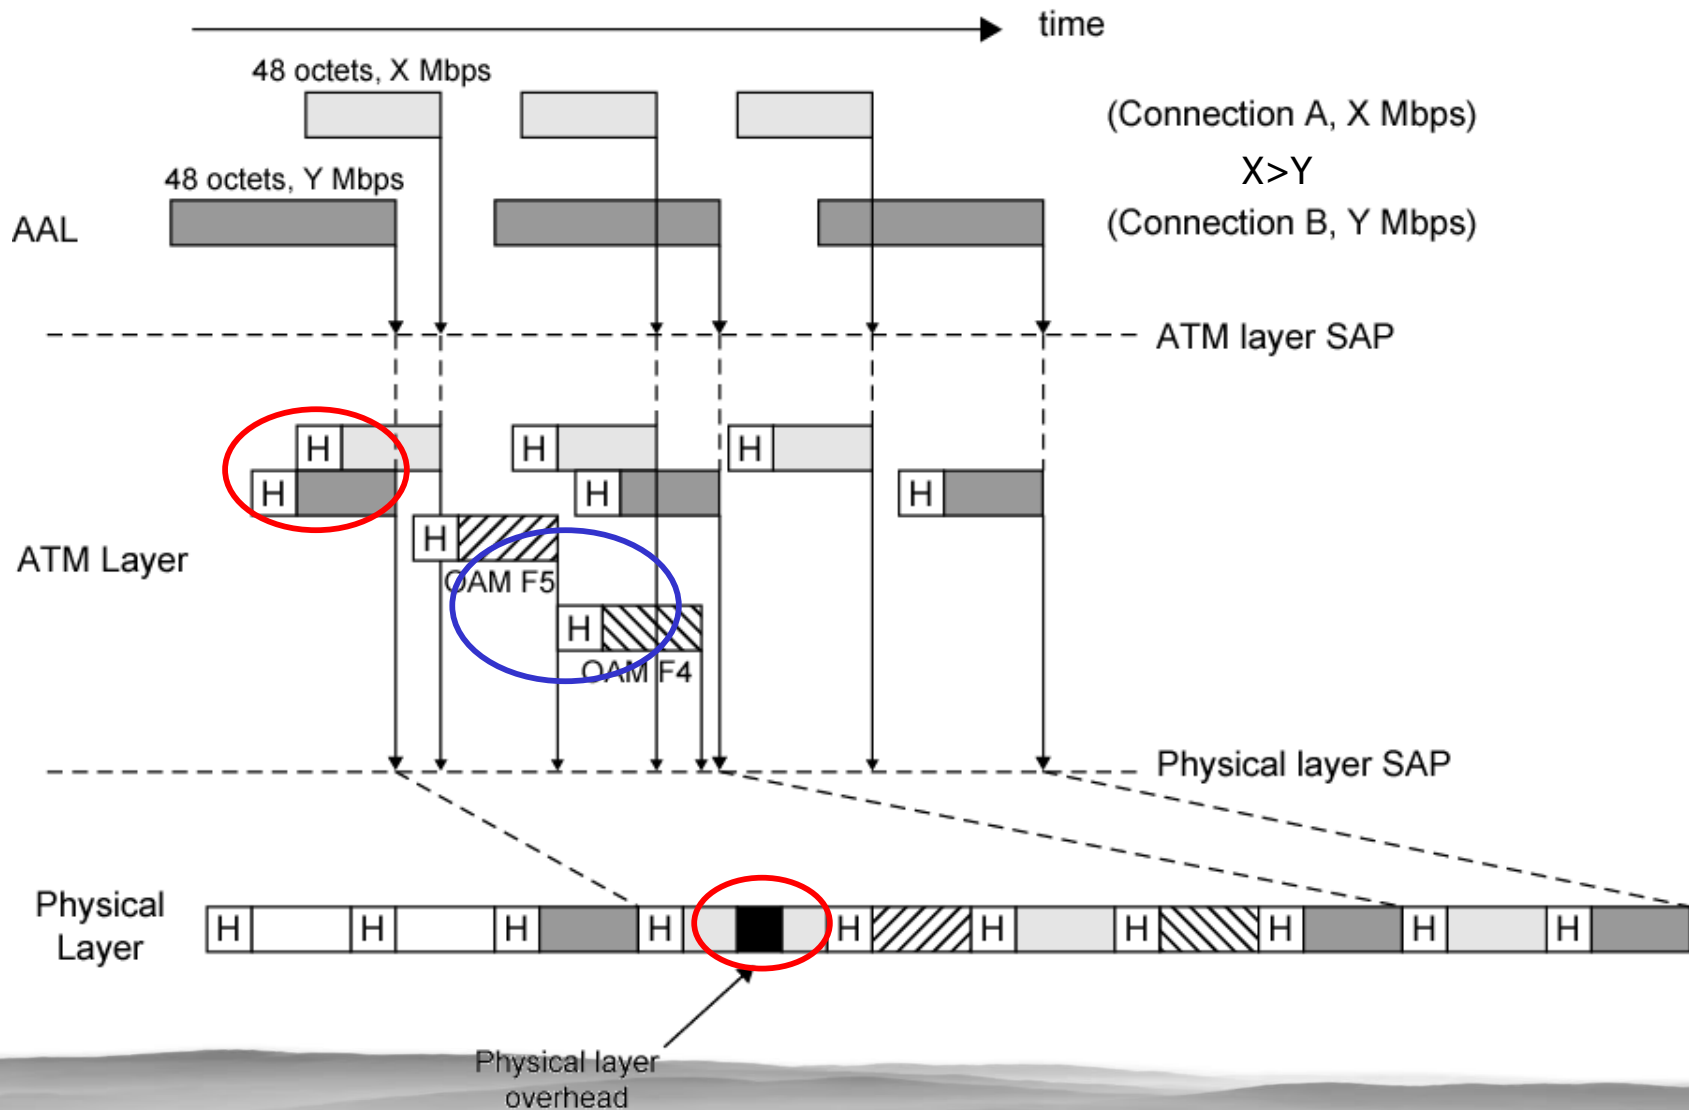 time
48 octets, X Mbps
(Connection A, X Mbps)
X>Y
48 octets, Y Mbps
AAL
(Connection B, Y Mbps)
ATM layer SAP
H
H
H
H
H
H
ATM Layer
H
OAM F5
H
OAM F4
Physical layer SAP
Physical
Layer
H H H H H H H H H H
Physical layer
overhead